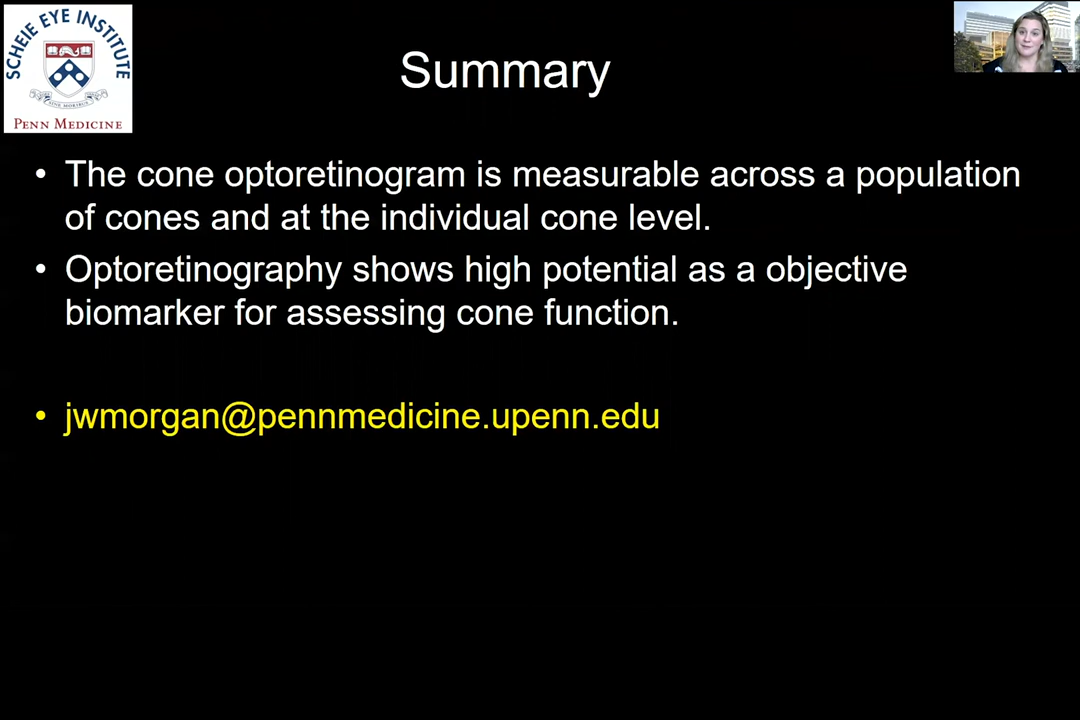 SCHEIE EYE INSTITUTE
PENN MEDICINE
Summary
• The cone optoretinogram is measurable across a population
of cones and at the individual cone level.
• Optoretinography shows high potential as a objective
biomarker for assessing cone function.
• jwmorgan@pennmedicine.upenn.edu